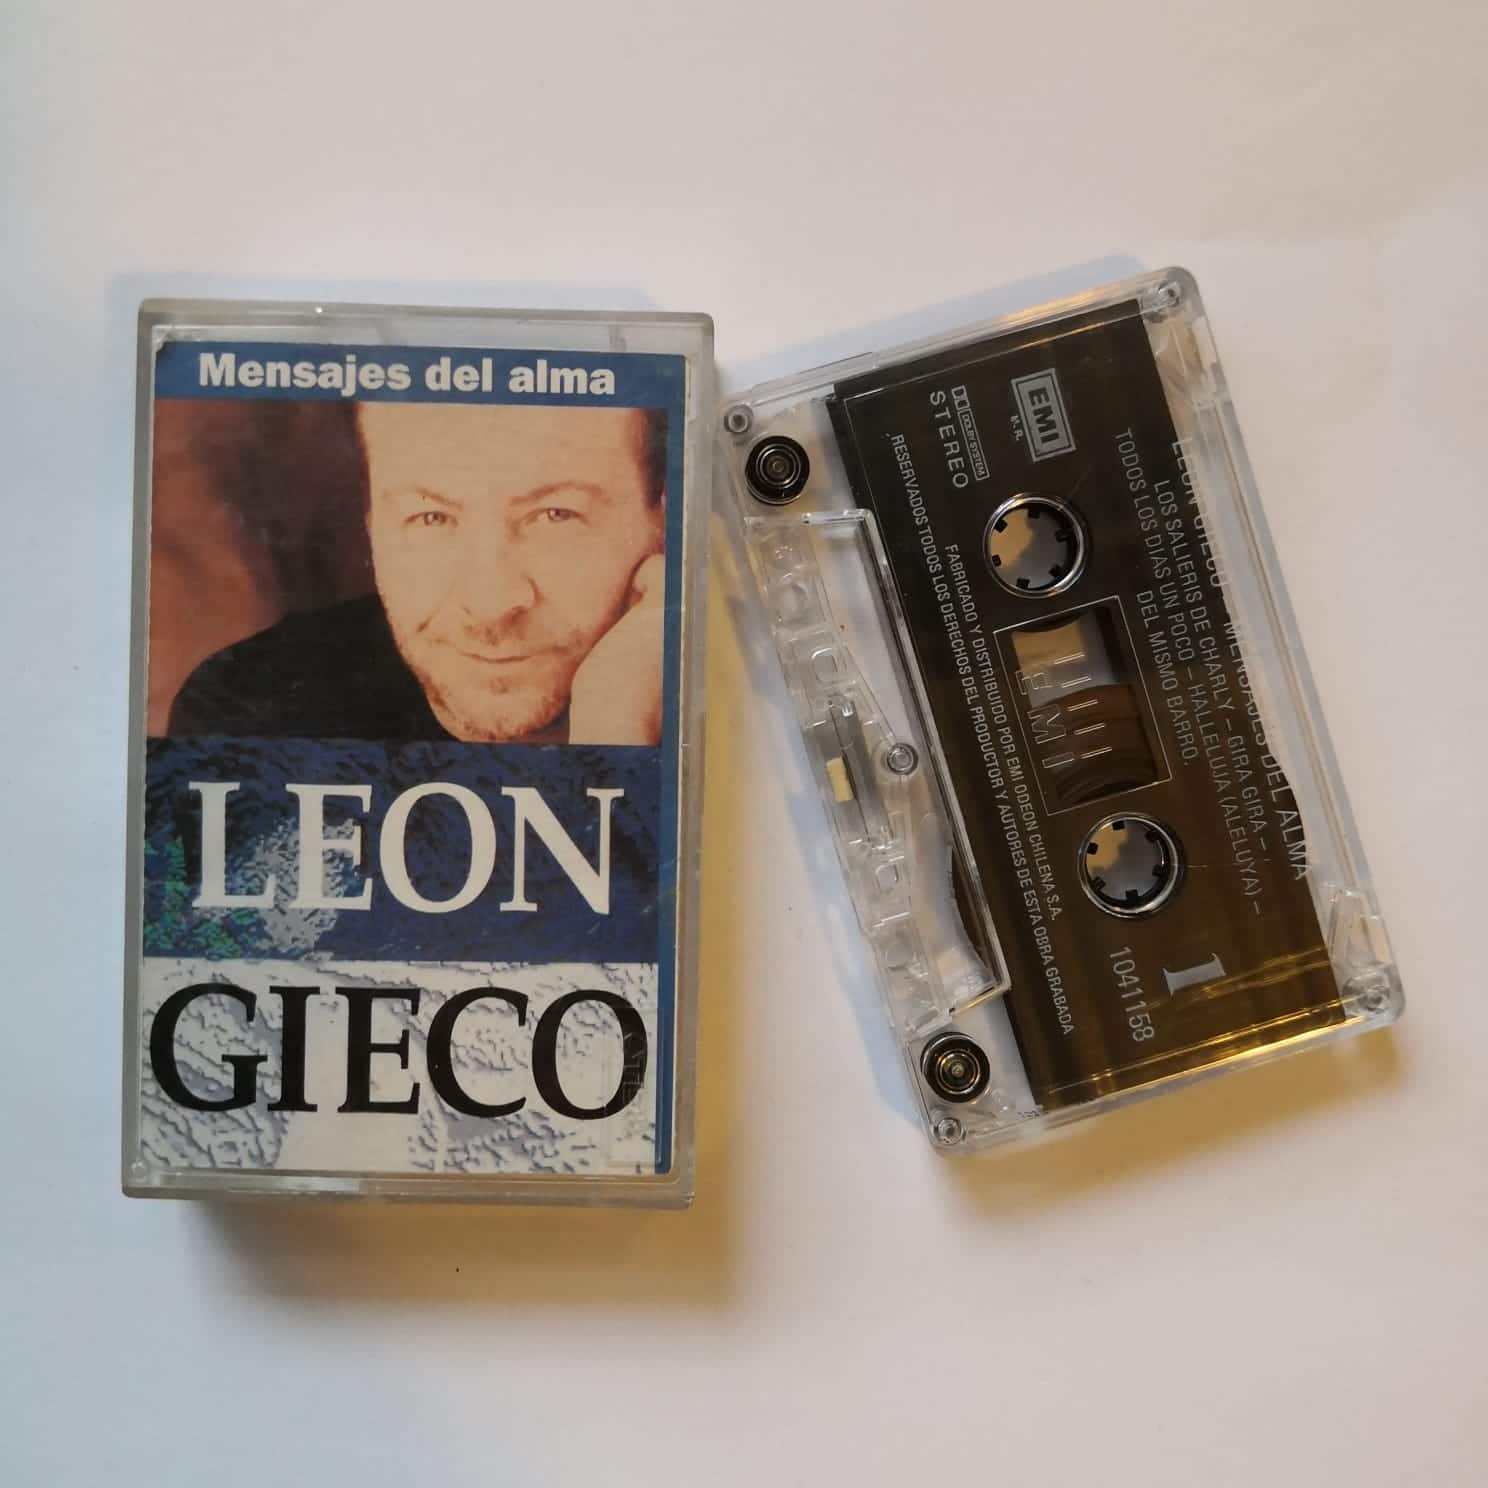 Mensajes del alma
LEON
GIECO
LEON GIECO - MENSAJES DEL ALMA
LOS SALIERIS DE CHARLY – GIRA GIRA –
TODOS LOS DIAS UN POCO – HALLELUJA (ALELUYA) –
DEL MISMO BARRO.
EMI
M. R.
DOLBY SYSTEM
STEREO
EMI
1
1041158
FABRICADO Y DISTRIBUIDO POR EMI ODEON CHILENA S.A.
RESERVADOS TODOS LOS DERECHOS DEL PRODUCTOR Y AUTORES DE ESTA OBRA GRABADA